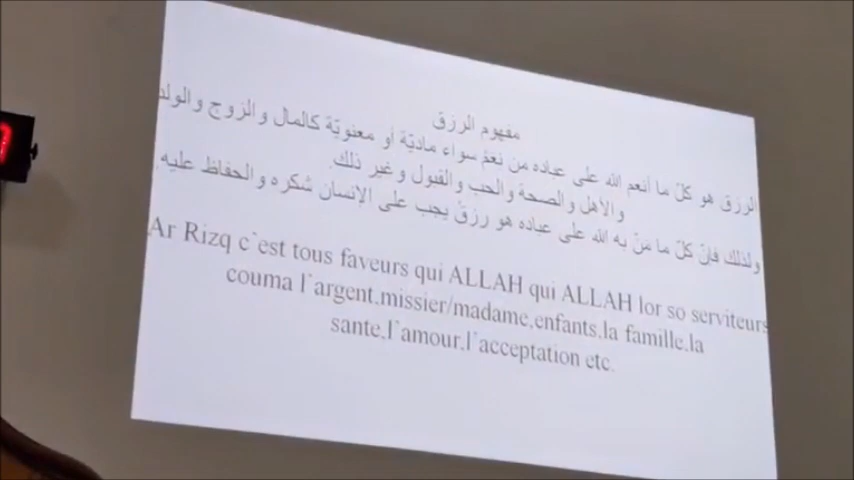 مفهوم الرزق
الرزق هو كلّ ما أنعم الله على عباده من نعمٌ سواء ماديّة أو معنويّة كالمال والزوج والولد
والأهل والصحة والحب والقبول وغير ذلك.
ولذلك فإنّ كلّ ما منّ به الله على عباده هو رزقٌ يجب على الإنسان شكره والحفاظ عليه.
Ar Rizq c`est tous faveurs qui ALLAH qui ALLAH lor so serviteurs
couma l`argent.missier/madame,enfants.la famille.la
sante,l`amour,l`acceptation etc.